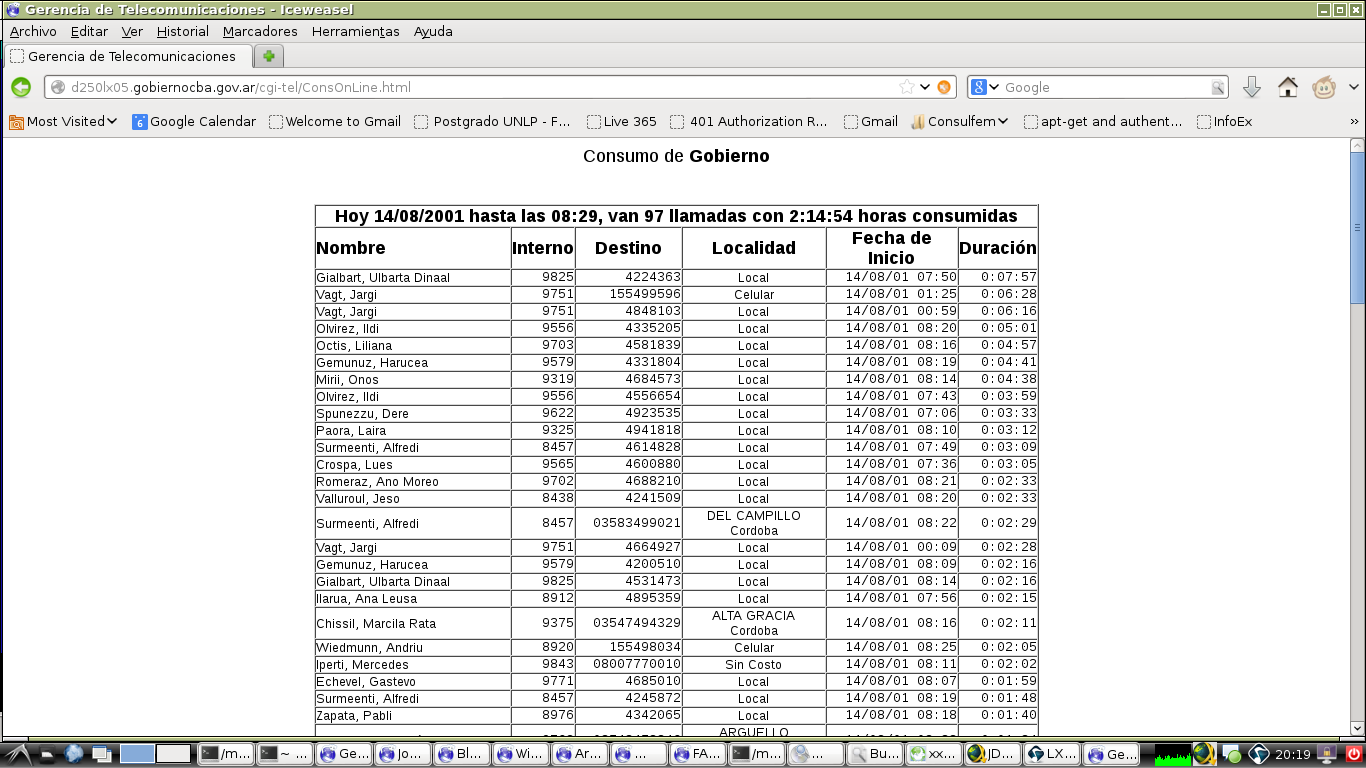 Gerencia de Telecomunicaciones - Iceweasel
Archivo Editar Ver Historial Marcadores Herramientas Ayuda
Gerencia de Telecomunicaciones
d250lx05.gobiernocba.gov.ar/cgi-tel/ConsOnLine.html Google
Most Visited Google Calendar Welcome to Gmail Postgrado UNLP - F... Live 365 401 Authorization R... Gmail Consulfem apt-get and authent... InfoEx »
Consumo de Gobierno
Hoy 14/08/2001 hasta las 08:29, van 97 llamadas con 2:14:54 horas consumidas
Nombre Interno Destino Localidad Fecha de Inicio Duración
Gialbart, Ulbarta Dinaal 9825 4224363 Local 14/08/01 07:50 0:07:57
Vagt, Jargi 9751 155499596 Celular 14/08/01 01:25 0:06:28
Vagt, Jargi 9751 4848103 Local 14/08/01 00:59 0:06:16
Olvirez, Ildi 9556 4335205 Local 14/08/01 08:20 0:05:01
Octis, Liliana 9703 4581839 Local 14/08/01 08:16 0:04:57
Gemunuz, Harucea 9579 4331804 Local 14/08/01 08:19 0:04:41
Mirii, Onos 9319 4684573 Local 14/08/01 08:14 0:04:38
Olvirez, Ildi 9556 4556654 Local 14/08/01 07:43 0:03:59
Spunezzu, Dere 9622 4923535 Local 14/08/01 07:06 0:03:33
Paora, Laira 9325 4941818 Local 14/08/01 08:10 0:03:12
Surmeenti, Alfredi 8457 4614828 Local 14/08/01 07:49 0:03:09
Crospa, Lues 9565 4600880 Local 14/08/01 07:36 0:03:05
Romeraz, Ano Moreo 9702 4688210 Local 14/08/01 08:21 0:02:33
Valluroul, Jeso 8438 4241509 Local 14/08/01 08:20 0:02:33
Surmeenti, Alfredi 8457 03583499021 DEL CAMPILLO Cordoba 14/08/01 08:22 0:02:29
Vagt, Jargi 9751 4664927 Local 14/08/01 00:09 0:02:28
Gemunuz, Harucea 9579 4200510 Local 14/08/01 08:09 0:02:16
Gialbart, Ulbarta Dinaal 9825 4531473 Local 14/08/01 08:14 0:02:16
Ilarua, Ana Leusa 8912 4895359 Local 14/08/01 07:56 0:02:15
Chissil, Marcila Rata 9375 03547494329 ALTA GRACIA Cordoba 14/08/01 08:16 0:02:11
Wiedmunn, Andriu 8920 155498034 Celular 14/08/01 08:25 0:02:05
Iperti, Mercedes 9843 08007770010 Sin Costo 14/08/01 08:11 0:02:02
Echevel, Gastevo 9771 4685010 Local 14/08/01 08:07 0:01:59
Surmeenti, Alfredi 8457 4245872 Local 14/08/01 08:19 0:01:48
Zapata, Pabli 8976 4342065 Local 14/08/01 08:18 0:01:40
ARGUELLO
/m... ~ ... Ge... Jo... Bl... Wi... Ar... ... FA... /m... ... Bu... xx... JD... LX... Ge... 20:19